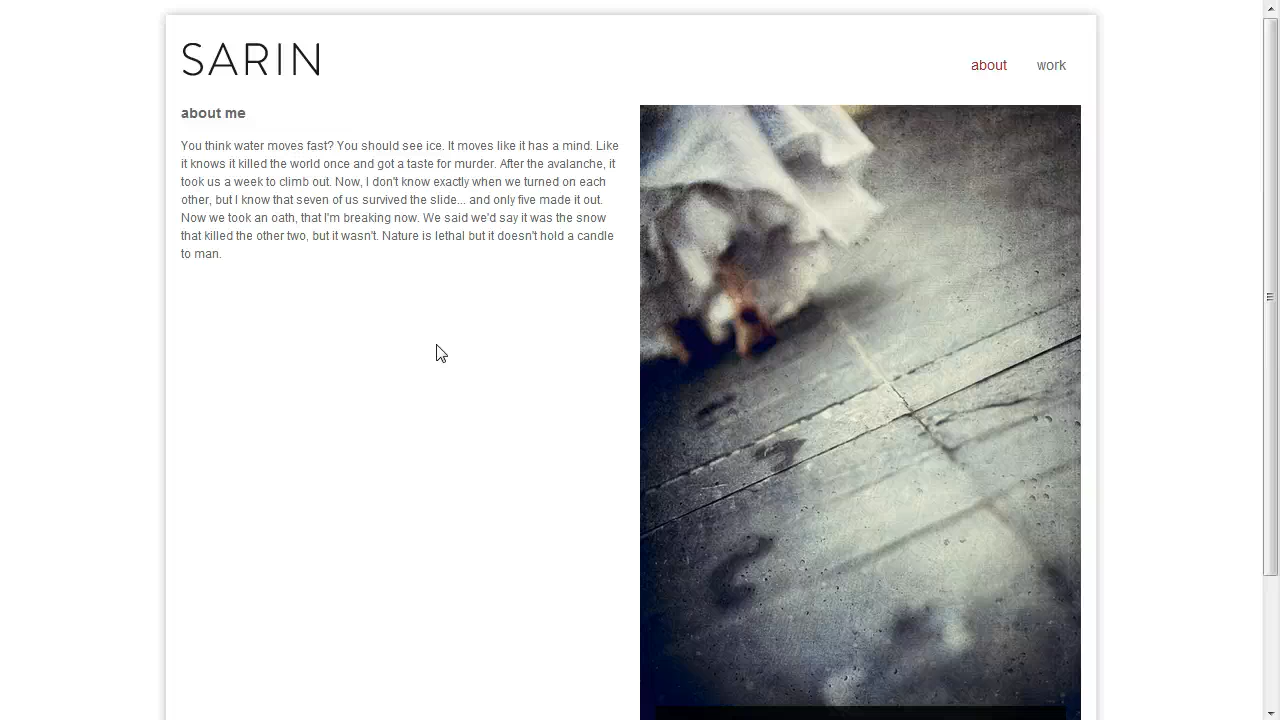 SARIN
about work
about me
You think water moves fast? You should see ice. It moves like it has a mind. Like
it knows it killed the world once and got a taste for murder. After the avalanche, it
took us a week to climb out. Now, I don't know exactly when we turned on each
other, but I know that seven of us survived the slide... and only five made it out.
Now we took an oath, that I'm breaking now. We said we'd say it was the snow
that killed the other two, but it wasn't. Nature is lethal but it doesn't hold a candle
to man.